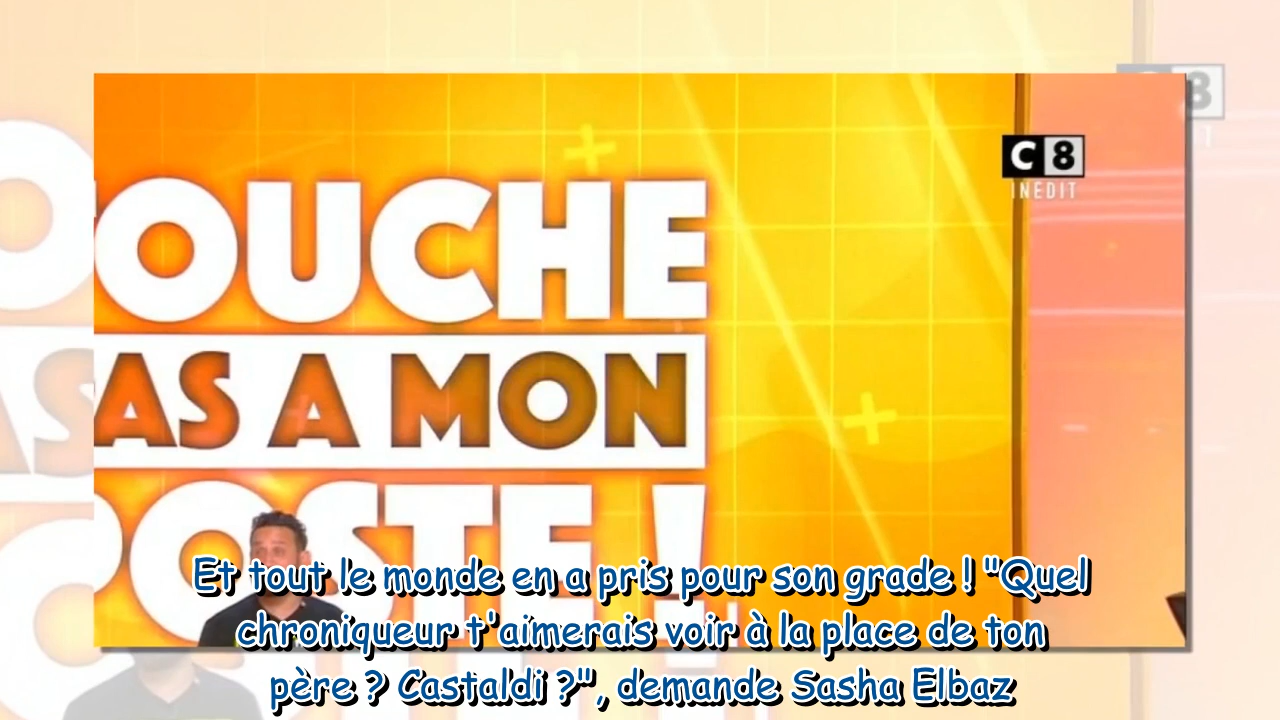 C8
INEDIT
OUCHE
AS A MON
POSTE !
Et tout le monde en a pris pour son grade ! "Quel
chroniqueur t'aimerais voir à la place de ton
père ? Castaldi ?", demande Sasha Elbaz